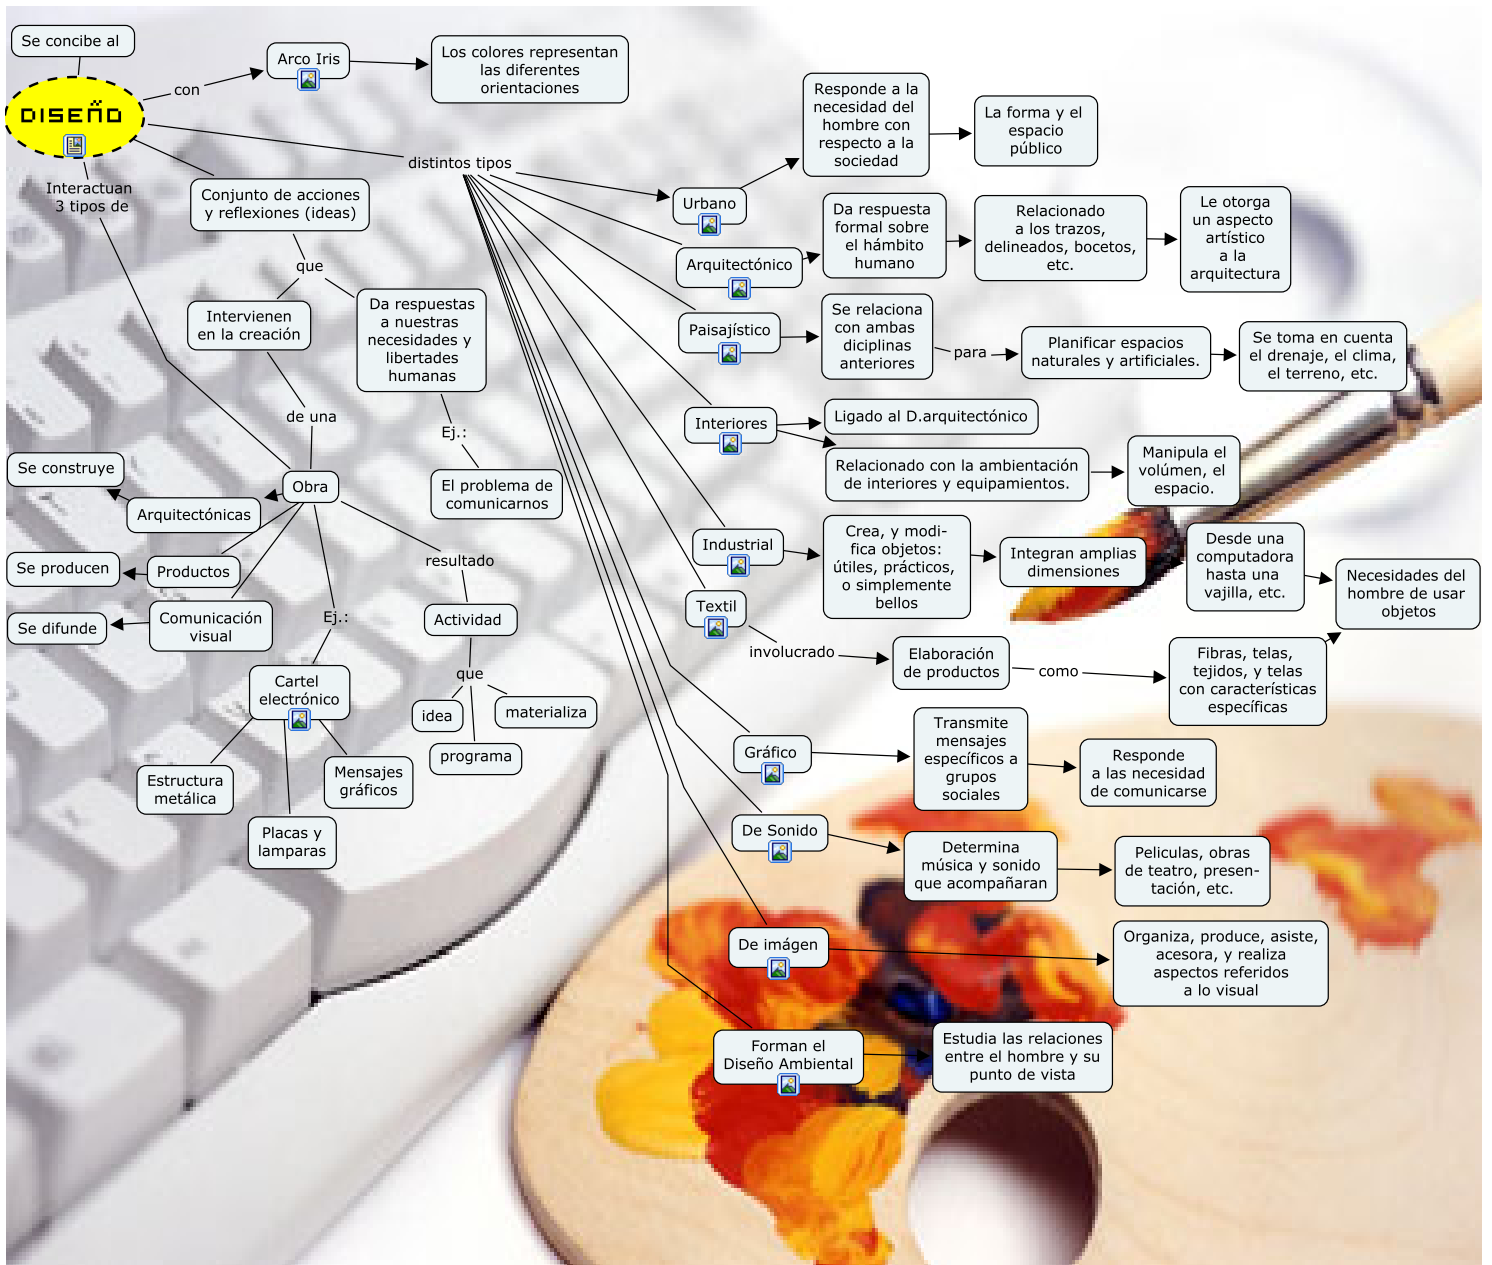 Se concibe al
DISEÑO
con
Arco Iris
Los colores representan
las diferentes
orientaciones
Interactuan
3 tipos de
Conjunto de acciones
y reflexiones (ideas)
que
Intervienen
en la creación
Da respuestas
a nuestras
necesidades y
libertades
humanas
de una
Ej.:
El problema de
comunicarnos
Obra
Arquitectónicas
Se construye
Productos
Se producen
Comunicación
visual
Se difunde
Ej.:
Cartel
electrónico
Estructura
metálica
Placas y
lamparas
Mensajes
gráficos
resultado
Actividad
que
idea
programa
materializa
distintos tipos
Urbano
Responde a la
necesidad del
hombre con
respecto a la
sociedad
La forma y el
espacio
público
Arquitectónico
Da respuesta
formal sobre
el hámbito
humano
Relacionado
a los trazos,
delineados, bocetos,
etc.
Le otorga
un aspecto
artístico
a la
arquitectura
Paisajístico
Se relaciona
con ambas
diciplinas
anteriores
para
Planificar espacios
naturales y artificiales.
Se toma en cuenta
el drenaje, el clima,
el terreno, etc.
Interiores
Ligado al D.arquitectónico
Relacionado con la ambientación
de interiores y equipamientos.
Manipula el
volúmen, el
espacio.
Industrial
Crea, y modi-
fica objetos:
útiles, prácticos,
o simplemente
bellos
Integran amplias
dimensiones
Desde una
computadora
hasta una
vajilla, etc.
Necesidades del
hombre de usar
objetos
Textil
involucrado
Elaboración
de productos
como
Fibras, telas,
tejidos, y telas
con características
específicas
Gráfico
Transmite
mensajes
específicos a
grupos
sociales
Responde
a las necesidad
de comunicarse
De Sonido
Determina
música y sonido
que acompañaran
Peliculas, obras
de teatro, presen-
tación, etc.
De imágen
Organiza, produce, asiste,
acesora, y realiza
aspectos referidos
a lo visual
Forman el
Diseño Ambiental
Estudia las relaciones
entre el hombre y su
punto de vista